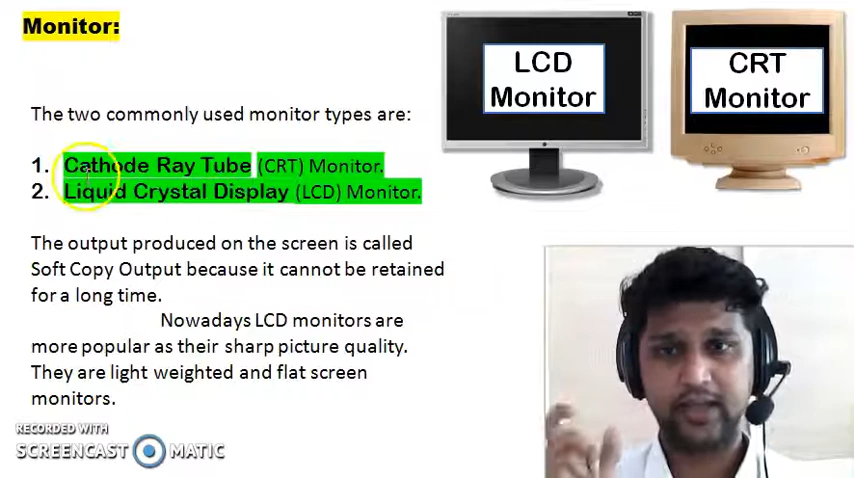 Monitor:
LCD
Monitor
CRT
Monitor
The two commonly used monitor types are:
1. Cathode Ray Tube (CRT) Monitor.
2. Liquid Crystal Display (LCD) Monitor.
The output produced on the screen is called
Soft Copy Output because it cannot be retained
for a long time.
Nowadays LCD monitors are
more popular as their sharp picture quality.
They are light weighted and flat screen
monitors.
RECORDED WITH
SCREENCAST MATIC